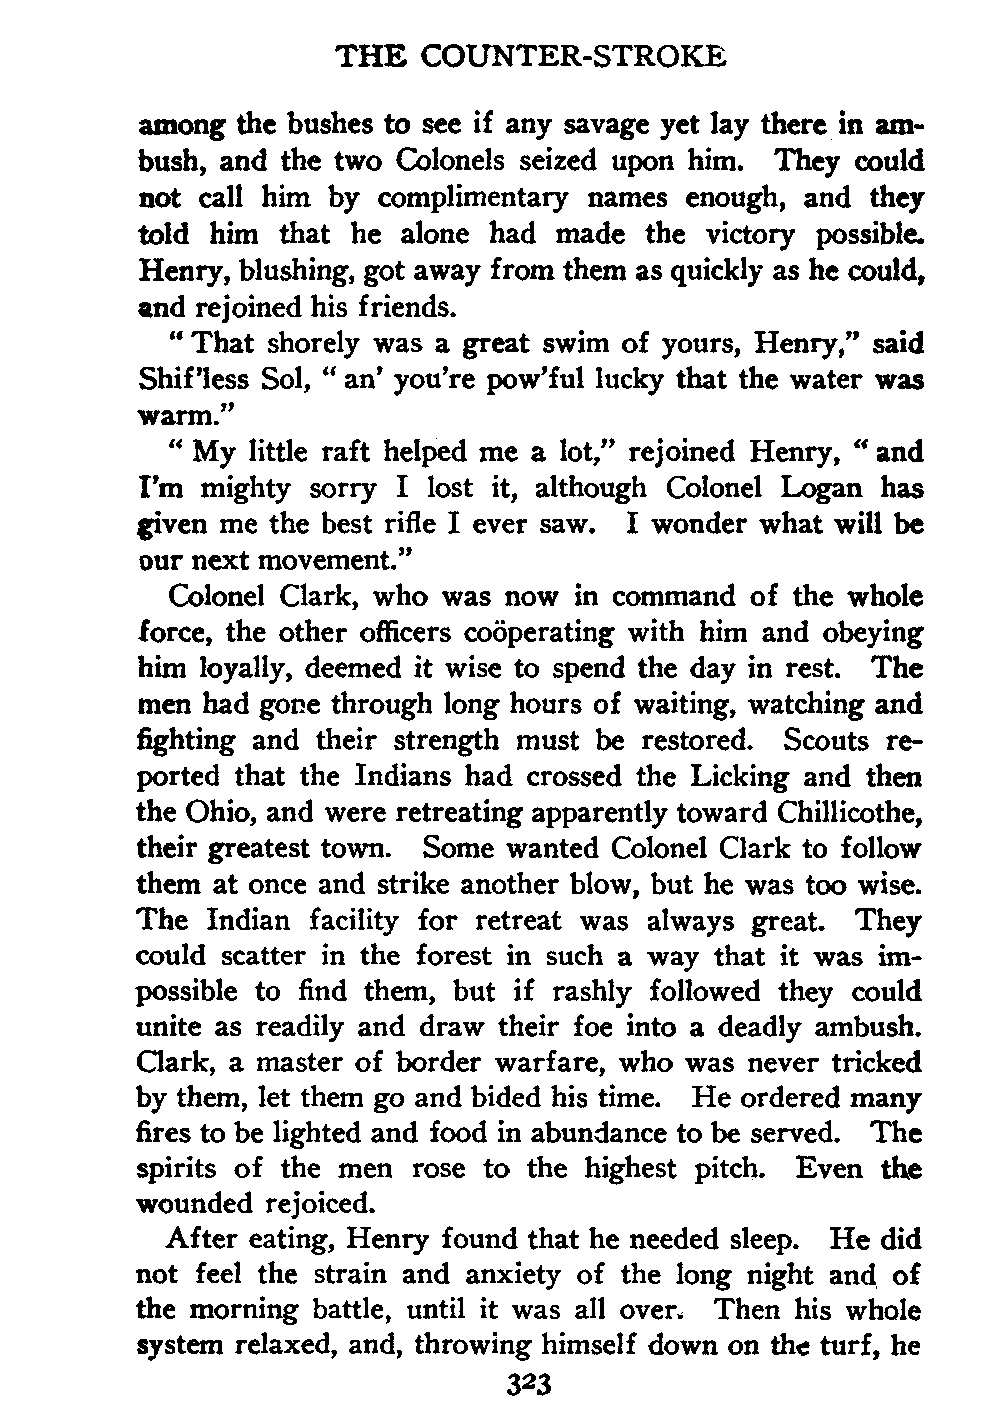 THE COUNTER-STROKE
among the bushes to see if any savage yet lay there in am-
bush, and the two Colonels seized upon him. They could
not call him by complimentary names enough, and they
told him that he alone had made the victory possible.
Henry, blushing, got away from them as quickly as he could,
and rejoined his friends.
“ That shorely was a great swim of yours, Henry,” said
Shif’less Sol, “ an’ you’re pow’ful lucky that the water was
warm.”
“ My little raft helped me a lot,” rejoined Henry, “ and
I’m mighty sorry I lost it, although Colonel Logan has
given me the best rifle I ever saw. I wonder what will be
our next movement.”
Colonel Clark, who was now in command of the whole
force, the other officers coöperating with him and obeying
him loyally, deemed it wise to spend the day in rest. The
men had gone through long hours of waiting, watching and
fighting and their strength must be restored. Scouts re-
ported that the Indians had crossed the Licking and then
the Ohio, and were retreating apparently toward Chillicothe,
their greatest town. Some wanted Colonel Clark to follow
them at once and strike another blow, but he was too wise.
The Indian facility for retreat was always great. They
could scatter in the forest in such a way that it was im-
possible to find them, but if rashly followed they could
unite as readily and draw their foe into a deadly ambush.
Clark, a master of border warfare, who was never tricked
by them, let them go and bided his time. He ordered many
fires to be lighted and food in abundance to be served. The
spirits of the men rose to the highest pitch. Even the
wounded rejoiced.
After eating, Henry found that he needed sleep. He did
not feel the strain and anxiety of the long night and of
the morning battle, until it was all over. Then his whole
system relaxed, and, throwing himself down on the turf, he
323